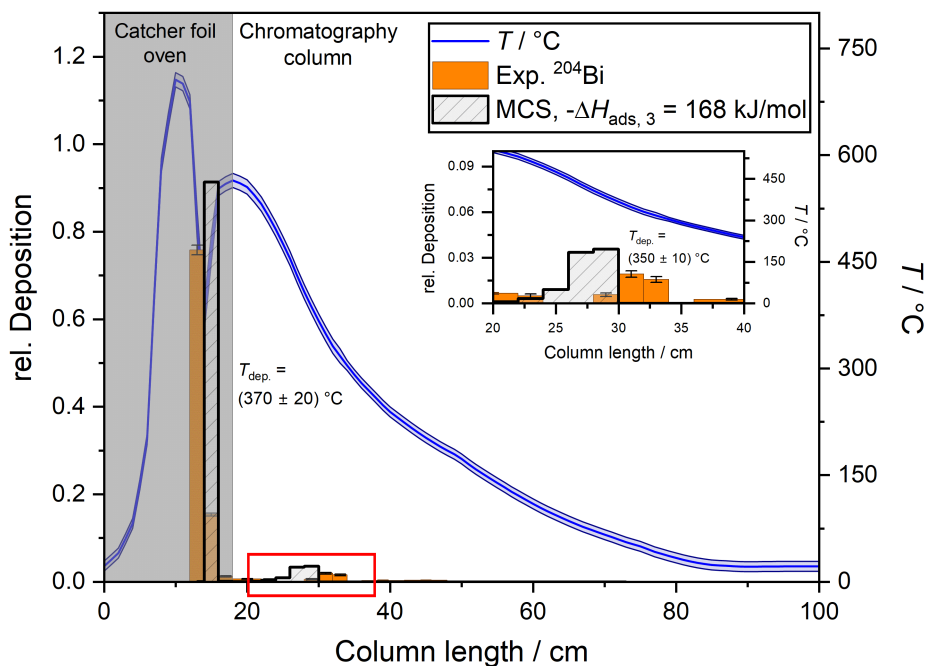 Catcher foil
oven
Chromatography
column
T / °C
Exp. ²⁰⁴Bi
MCS, -ΔH_ads, 3 = 168 kJ/mol
T_dep. =
(370 ± 20) °C
T_dep. =
(350 ± 10) °C
rel. Deposition
0.0
0.2
0.4
0.6
0.8
1.0
1.2
T / °C
0
150
300
450
600
750
Column length / cm
0
20
40
60
80
100
rel. Deposition
0.00
0.03
0.06
0.09
T / °C
0
150
300
450
Column length / cm
20
25
30
35
40